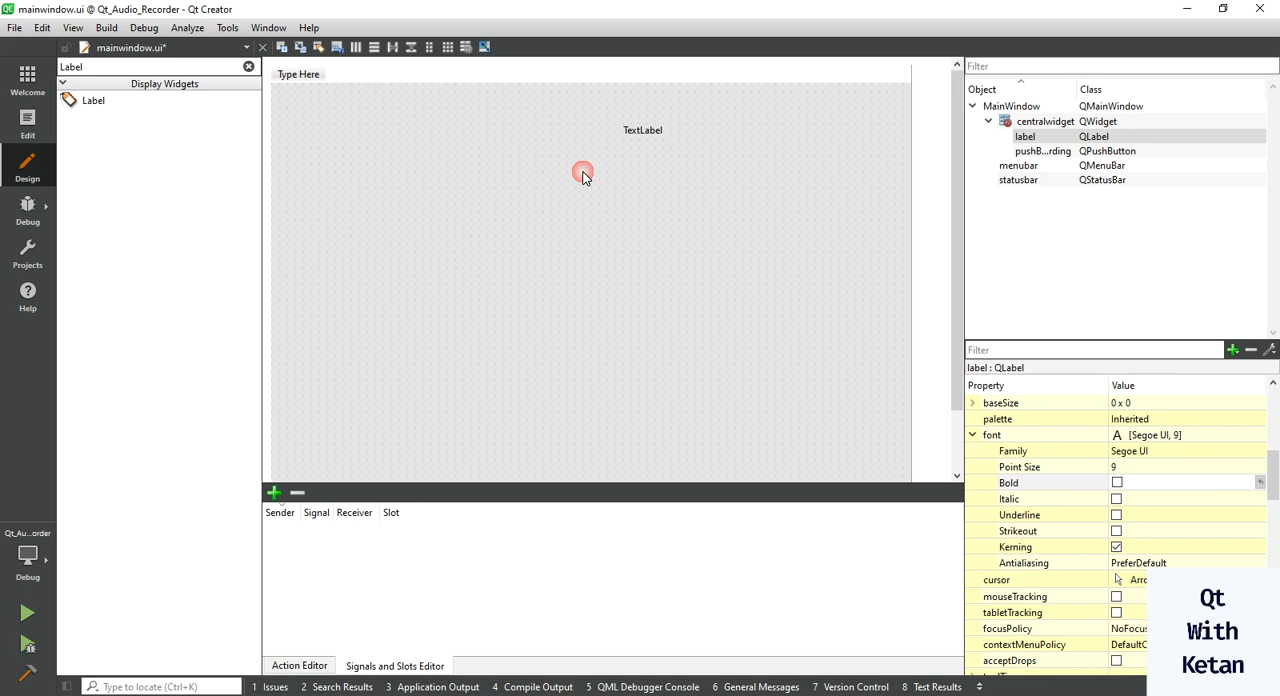 mainwindow.ui @ Qt_Audio_Recorder - Qt Creator
File Edit View Build Debug Analyze Tools Window Help
mainwindow.ui*
Label
Display Widgets
Label
Welcome
Edit
Design
Debug
Projects
Help
Qt_Au...order
Debug
Type to locate (Ctrl+K)
Type Here
TextLabel
Sender Signal Receiver Slot
Action Editor Signals and Slots Editor
1 Issues 2 Search Results 3 Application Output 4 Compile Output 5 QML Debugger Console 6 General Messages 7 Version Control 8 Test Results
Filter
Object Class
MainWindow QMainWindow
centralwidget QWidget
label QLabel
pushB...rding QPushButton
menubar QMenuBar
statusbar QStatusBar
Filter
label : QLabel
Property Value
baseSize 0 x 0
palette Inherited
font A [Segoe UI, 9]
Family Segoe UI
Point Size 9
Bold
Italic
Underline
Strikeout
Kerning
Antialiasing PreferDefault
cursor Arro
mouseTracking
tabletTracking
focusPolicy NoFocus
contextMenuPolicy DefaultC
acceptDrops
Qt
With
Ketan